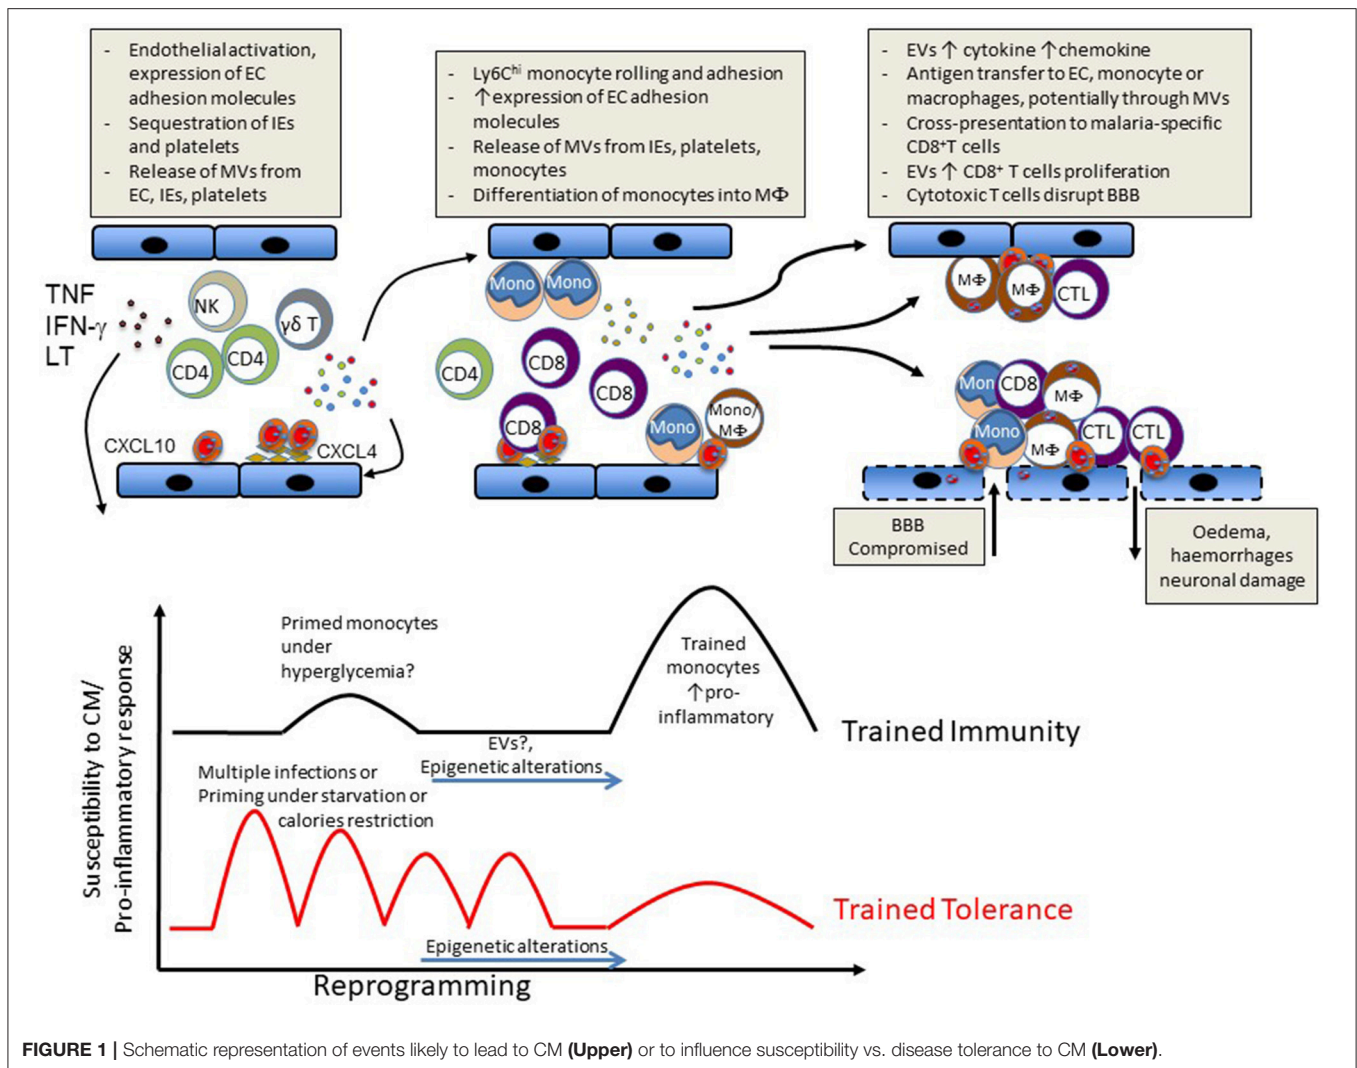 - Endothelial activation,
expression of EC
adhesion molecules
- Sequestration of IEs
and platelets
- Release of MVs from
EC, IEs, platelets
- Ly6Chi monocyte rolling and adhesion
- ↑expression of EC adhesion
molecules
- Release of MVs from IEs, platelets,
monocytes
- Differentiation of monocytes into MΦ
- EVs ↑ cytokine ↑chemokine
- Antigen transfer to EC, monocyte or
macrophages, potentially through MVs
- Cross-presentation to malaria-specific
CD8+T cells
- EVs ↑ CD8+ T cells proliferation
- Cytotoxic T cells disrupt BBB
TNF
IFN-γ
LT
NK
γδ T
CD4
CD4
CXCL10
CXCL4
Mono
Mono
CD4
CD8
CD8
CD8
Mono
Mono/
MΦ
MΦ
MΦ
CTL
Mon
CD8
MΦ
Mono
MΦ
CTL
CTL
BBB
Compromised
Oedema,
haemorrhages
neuronal damage
Susceptibility to CM/
Pro-inflammatory response
Primed monocytes
under
hyperglycemia?
Trained
monocytes
↑pro-
inflammatory
Trained Immunity
EVs?,
Epigenetic alterations
Multiple infections or
Priming under starvation or
calories restriction
Trained Tolerance
Epigenetic alterations
Reprogramming
FIGURE 1 | Schematic representation of events likely to lead to CM (Upper) or to influence susceptibility vs. disease tolerance to CM (Lower).